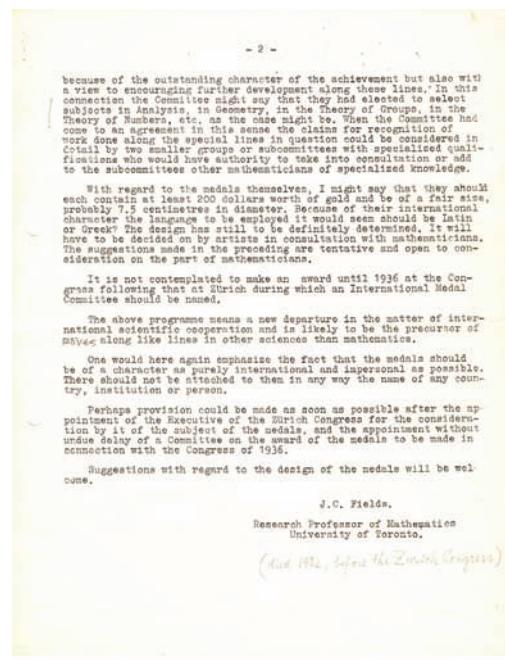 - 2 -
because of the outstanding character of the achievement but also with
a view to encouraging further development along these lines. In this
connection the Committee might say that they had elected to select
subjects in Analysis, in Geometry, in the Theory of Groups, in the
Theory of Numbers, etc. as the case might be. When the Committee had
come to an agreement in this sense the claims for recognition of
work done along the special lines in question could be considered in
detail by two smaller groups or subcommittees with specialized quali-
fications who would have authority to take into consultation or add
to the subcommittees other mathematicians of specialized knowledge.
With regard to the medals themselves, I might say that they should
each contain at least 200 dollars worth of gold and be of a fair size,
probably 7.5 centimetres in diameter. Because of their international
character the language to be employed it would seem should be Latin
or Greek? The design has still to be definitely determined. It will
have to be decided on by artists in consultation with mathematicians.
The suggestions made in the preceding are tentative and open to con-
sideration on the part of mathematicians.
It is not contemplated to make an award until 1936 at the Con-
gress following that at Zürich during which an International Medal
Committee should be named.
The above programme means a new departure in the matter of inter-
national scientific cooperation and is likely to be the precursor of
moves along like lines in other sciences than mathematics.
One would here again emphasize the fact that the medals should
be of a character as purely international and impersonal as possible.
There should not be attached to them in any way the name of any coun-
try, institution or person.
Perhaps provision could be made as soon as possible after the ap-
pointment of the Executive of the Zürich Congress for the considera-
tion by it of the subject of the medals, and the appointment without
undue delay of a Committee on the award of the medals to be made in
connection with the Congress of 1936.
Suggestions with regard to the design of the medals will be wel-
come.
J.C. Fields.
Research Professor of Mathematics
University of Toronto.
(died 1932, before the Zurich Congress)